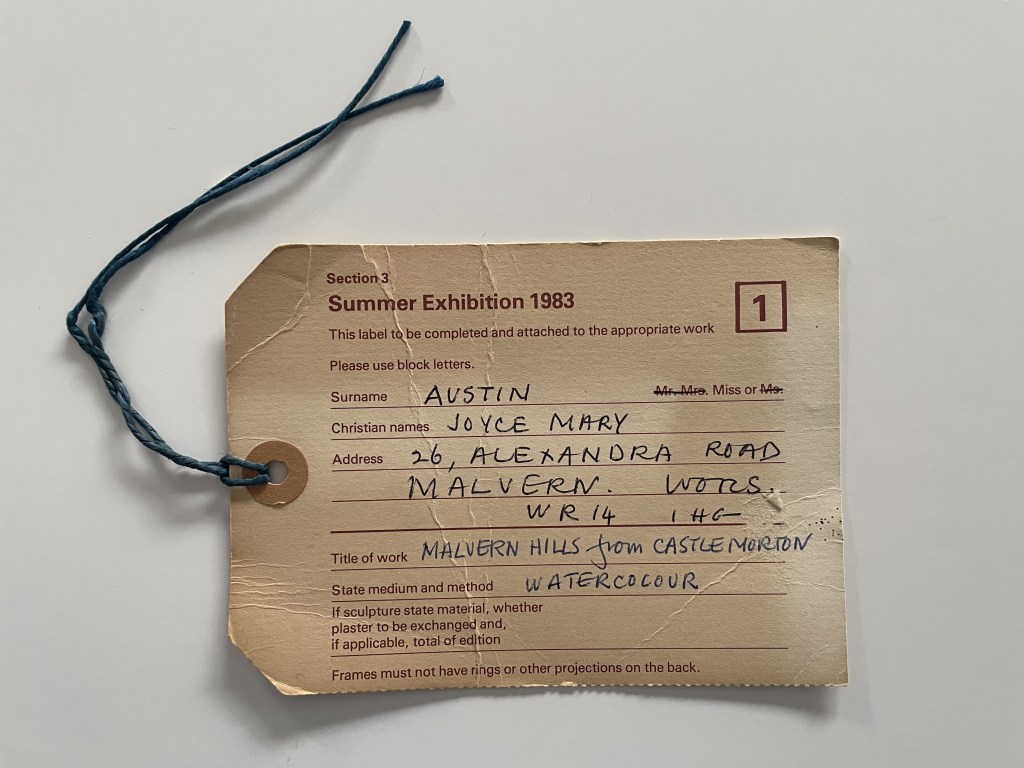 Section 3
Summer Exhibition 1983
1
This label to be completed and attached to the appropriate work
Please use block letters.
Surname AUSTIN Mr. Mrs. Miss or Ms.
Christian names JOYCE MARY
Address 26, ALEXANDRA ROAD
MALVERN. WORCS.
WR14 1HG
Title of work MALVERN HILLS from CASTLEMORTON
State medium and method WATERCOLOUR
If sculpture state material, whether
plaster to be exchanged and,
if applicable, total of edition
Frames must not have rings or other projections on the back.